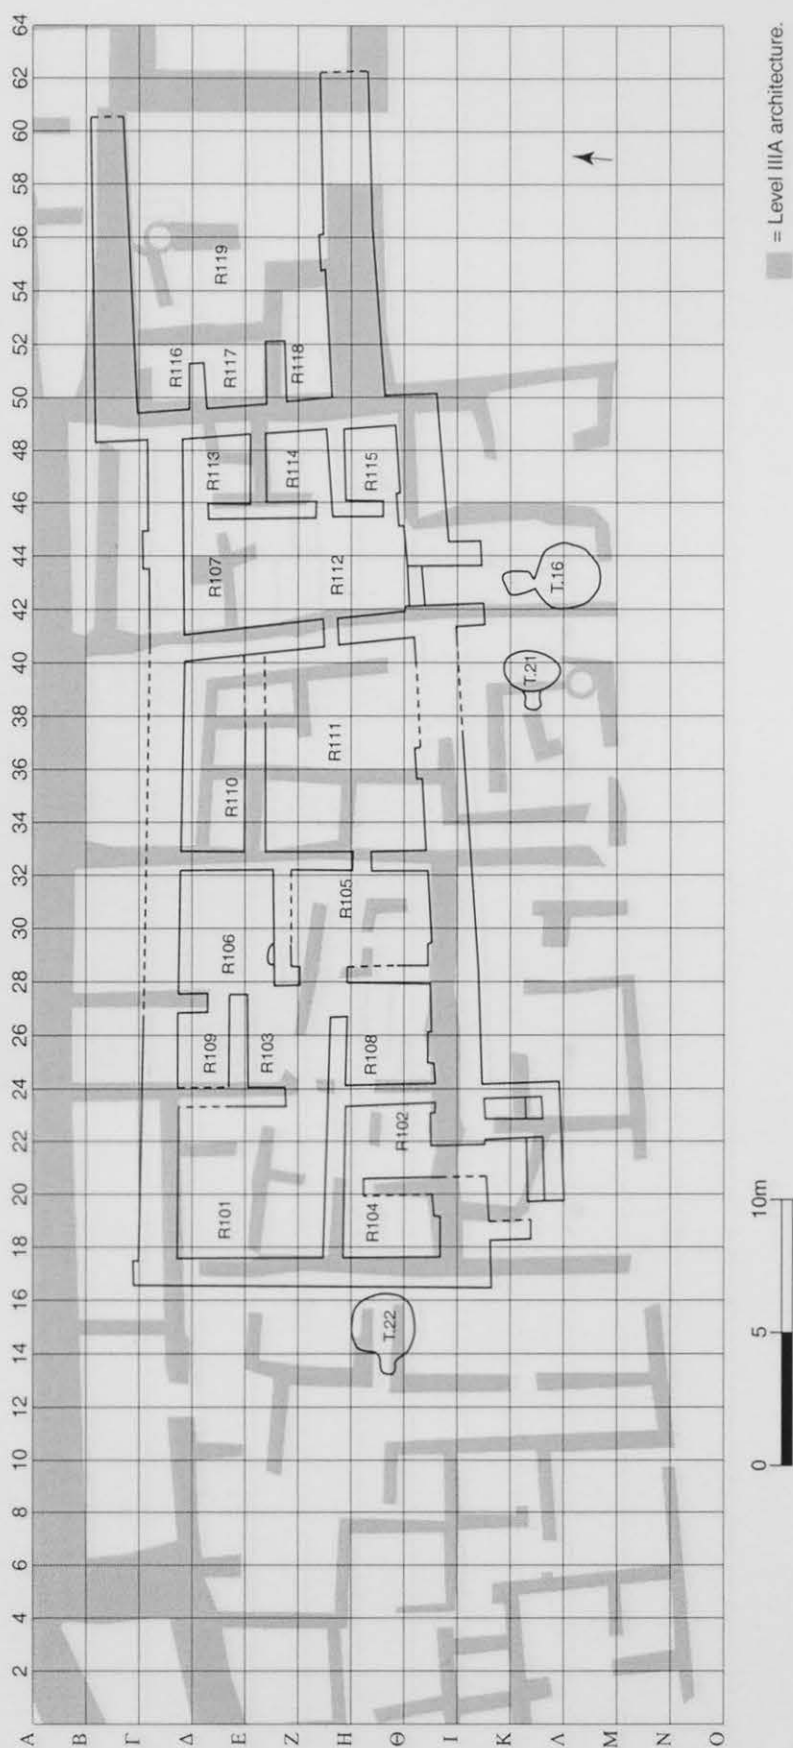 2 4 6 8 10 12 14 16 18 20 22 24 26 28 30 32 34 36 38 40 42 44 46 48 50 52 54 56 58 60 62 64
Α
Β
Γ
Δ
Ε
Ζ
Η
Θ
Ι
Κ
Λ
Μ
Ν
Ο
R101
R109
R106
R110
R107
R113
R116
R117
R119
R103
R114
R118
R104
R102
R108
R105
R111
R112
R115
T.22
T.21
T.16
0 5 10m
= Level IIIA architecture.